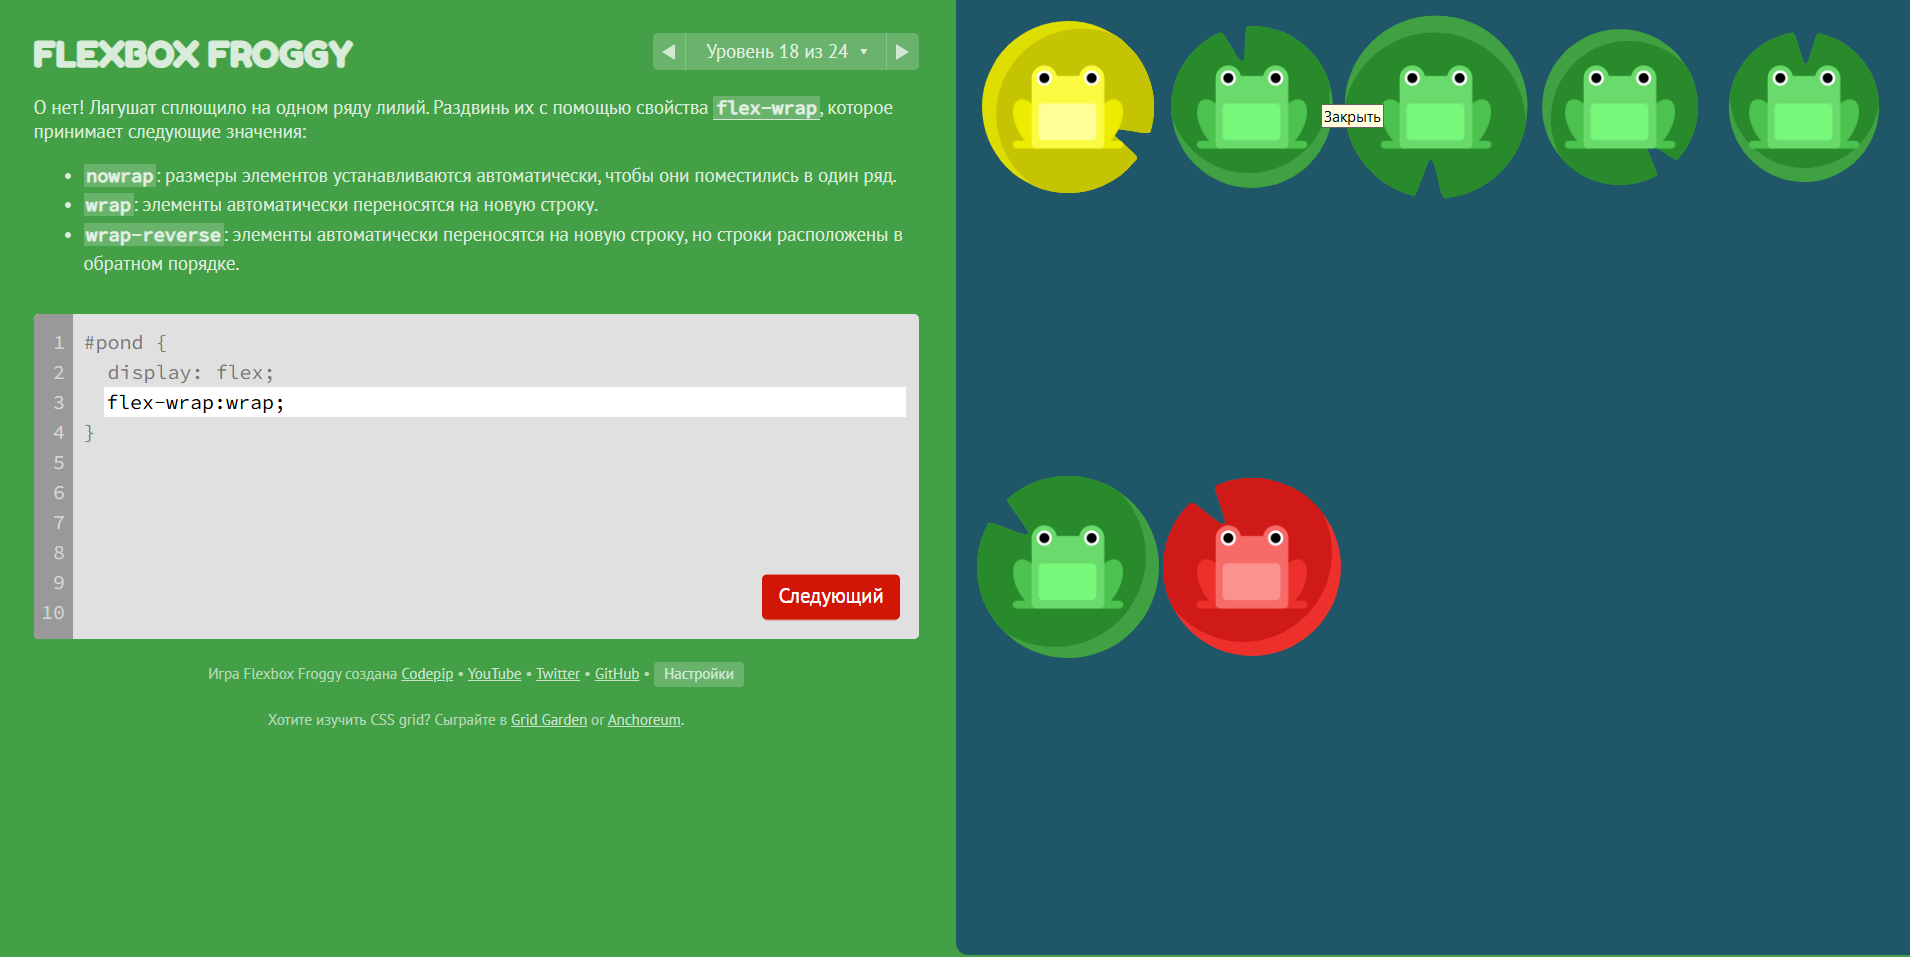 FLEXBOX FROGGY
Уровень 18 из 24
О нет! Лягушат сплющило на одном ряду лилий. Раздвинь их с помощью свойства flex-wrap, которое
принимает следующие значения:
• nowrap: размеры элементов устанавливаются автоматически, чтобы они поместились в один ряд.
• wrap: элементы автоматически переносятся на новую строку.
• wrap-reverse: элементы автоматически переносятся на новую строку, но строки расположены в
обратном порядке.
1 #pond {
2 display: flex;
3 flex-wrap:wrap;
4 }
5
6
7
8
9
10
Следующий
Игра Flexbox Froggy создана Codepip • YouTube • Twitter • GitHub • Настройки
Хотите изучить CSS grid? Сыграйте в Grid Garden or Anchoreum.
Закрыть